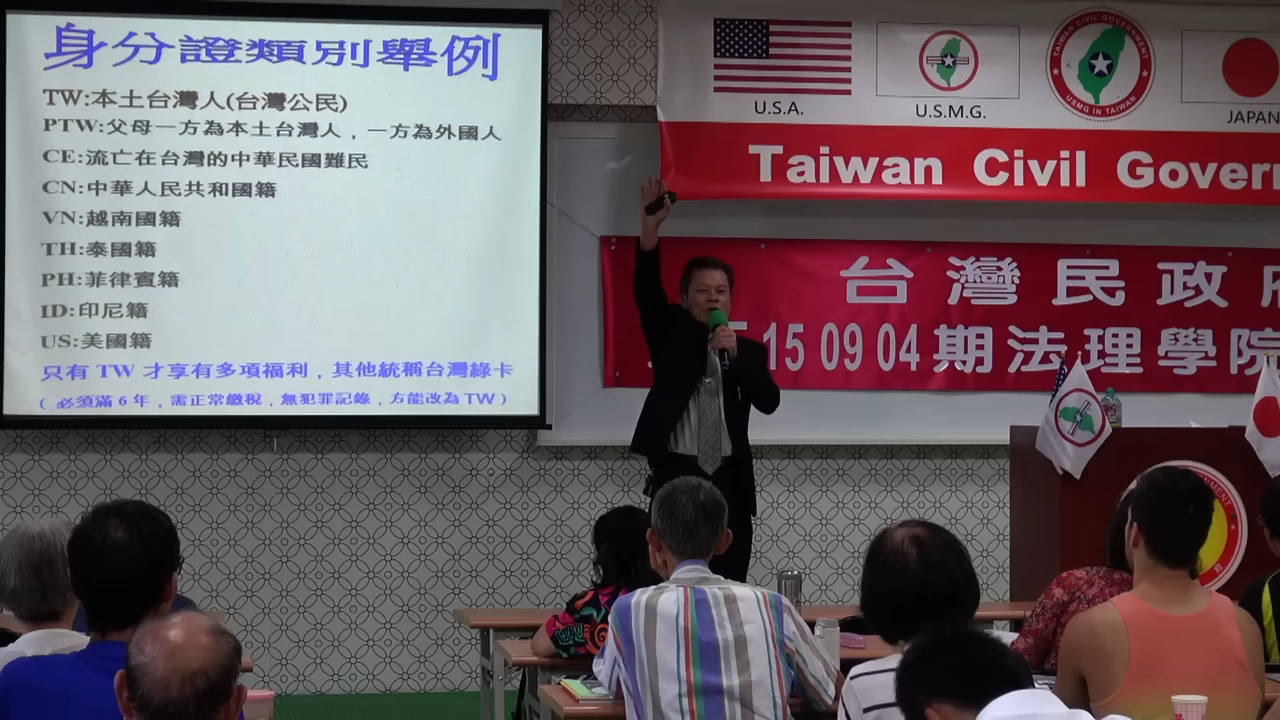 身分證類別舉例
TW:本土台灣人(台灣公民)
PTW:父母一方為本土台灣人，一方為外國人
CE:流亡在台灣的中華民國難民
CN:中華人民共和國籍
VN:越南國籍
TH:泰國籍
PH:菲律賓籍
ID:印尼籍
US:美國籍
只有 TW 才享有多項福利，其他統稱台灣綠卡
( 必須滿 6 年，需正常繳稅，無犯罪記錄，方能改為 TW )
TAIWAN CIVIL GOVERNMENT
USMG IN TAIWAN
U.S.A.
U.S.M.G.
JAPAN
Taiwan Civil Govern
台灣民政府
15 09 04 期法理學院